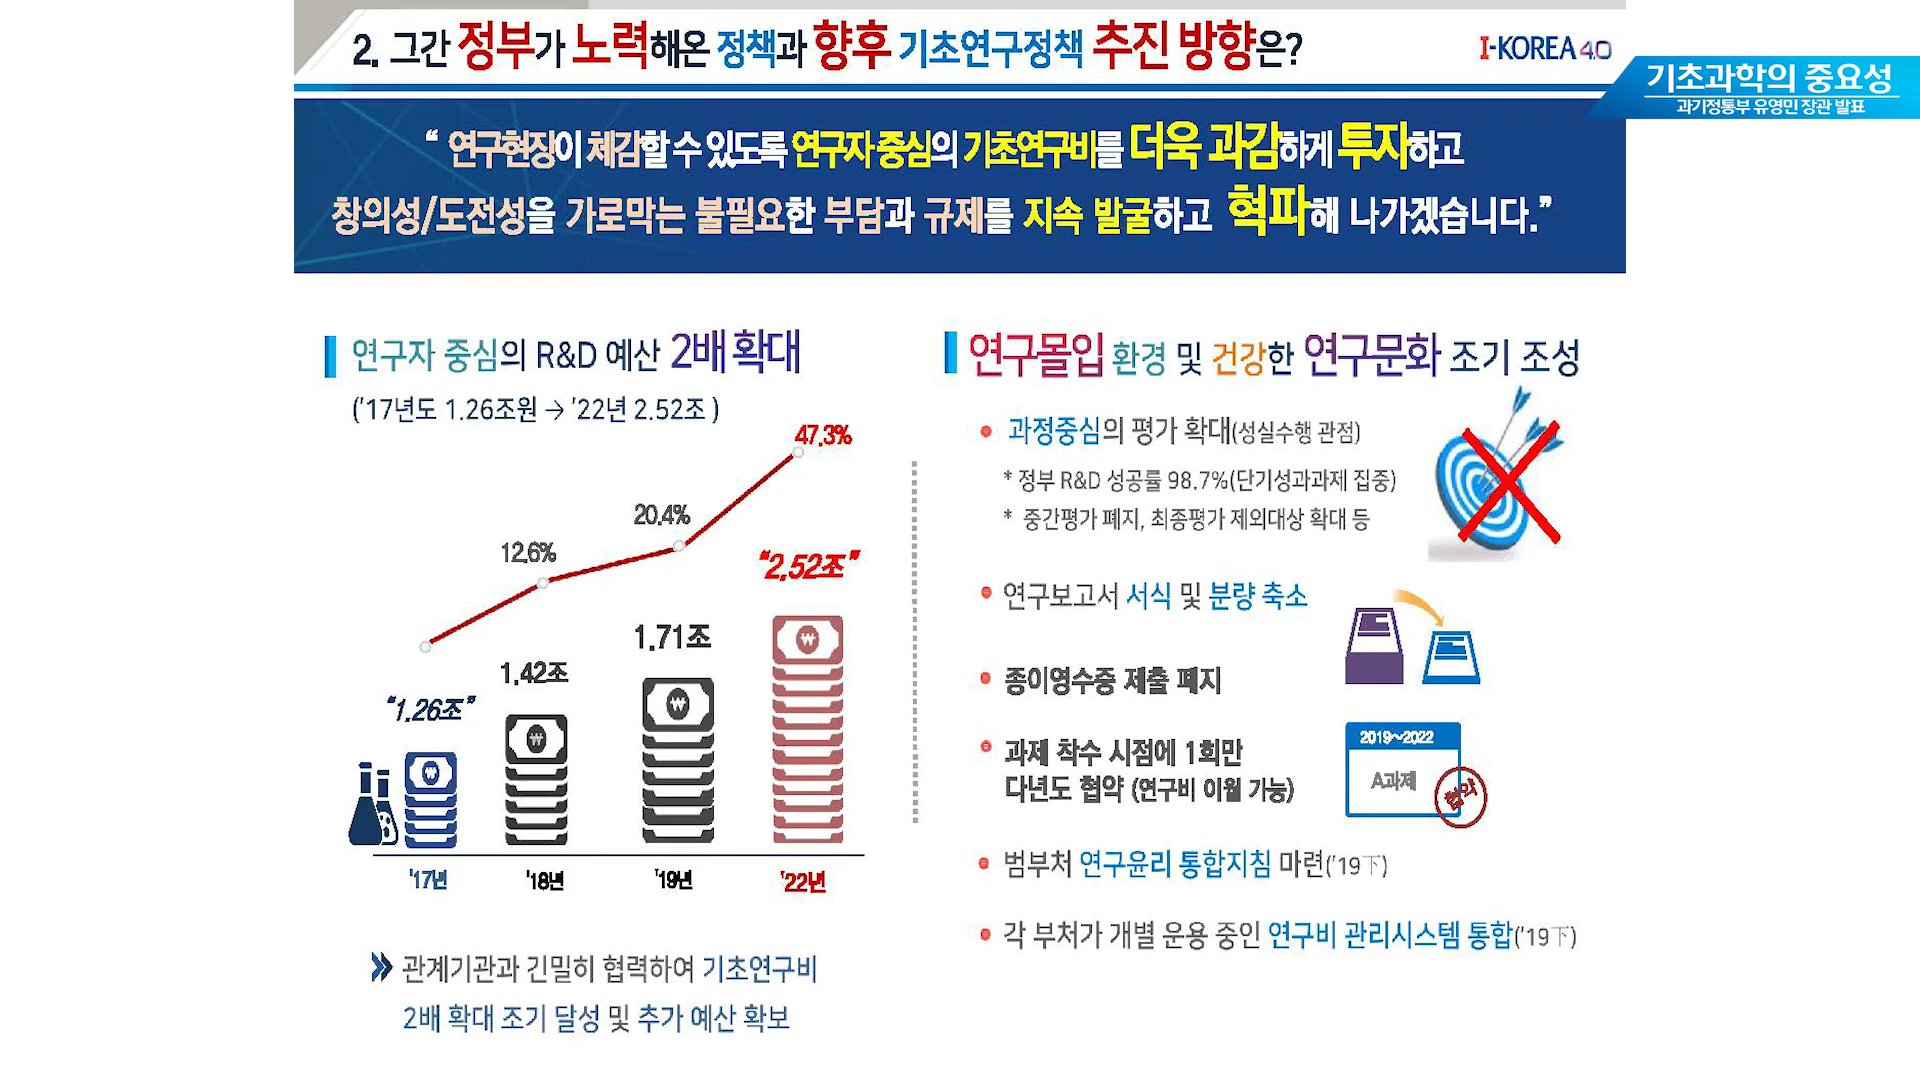 2. 그간 정부가 노력해온 정책과 향후 기초연구정책 추진 방향은?
I-KOREA 4.0
기초과학의 중요성
과기정통부 유영민 장관 발표
“ 연구현장이 체감할 수 있도록 연구자 중심의 기초연구비를 더욱 과감하게 투자하고
창의성/도전성을 가로막는 불필요한 부담과 규제를 지속 발굴하고 혁파해 나가겠습니다.”
연구자 중심의 R&D 예산 2배 확대
('17년도 1.26조원 → '22년 2.52조 )
47.3%
20.4%
12.6%
“2.52조”
1.71조
1.42조
“1.26조”
'17년 '18년 '19년 '22년
관계기관과 긴밀히 협력하여 기초연구비
2배 확대 조기 달성 및 추가 예산 확보
연구몰입 환경 및 건강한 연구문화 조기 조성
• 과정중심의 평가 확대(성실수행 관점)
* 정부 R&D 성공률 98.7%(단기성과과제 집중)
* 중간평가 폐지, 최종평가 제외대상 확대 등
• 연구보고서 서식 및 분량 축소
• 종이영수증 제출 폐지
• 과제 착수 시점에 1회만
다년도 협약 (연구비 이월 가능)
2019~2022
A과제
협약
• 범부처 연구윤리 통합지침 마련('19下)
• 각 부처가 개별 운용 중인 연구비 관리시스템 통합('19下)